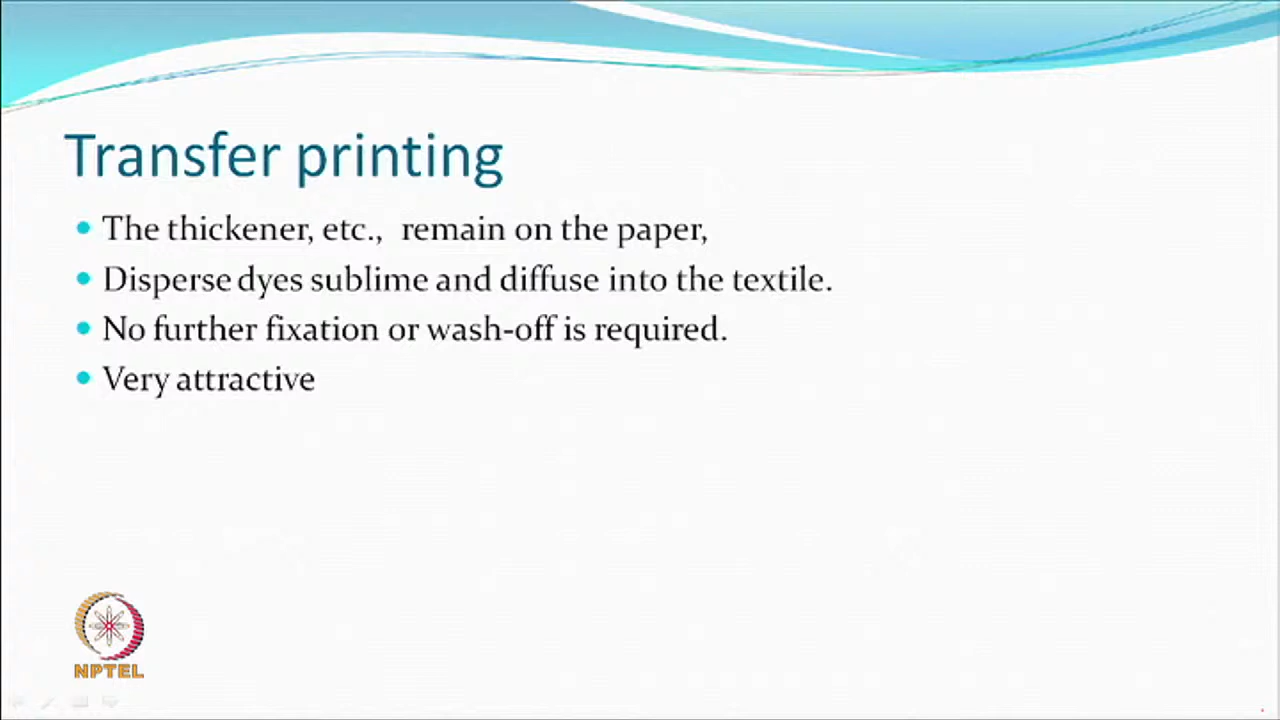 Transfer printing
The thickener, etc., remain on the paper,
Disperse dyes sublime and diffuse into the textile.
No further fixation or wash-off is required.
Very attractive
NPTEL